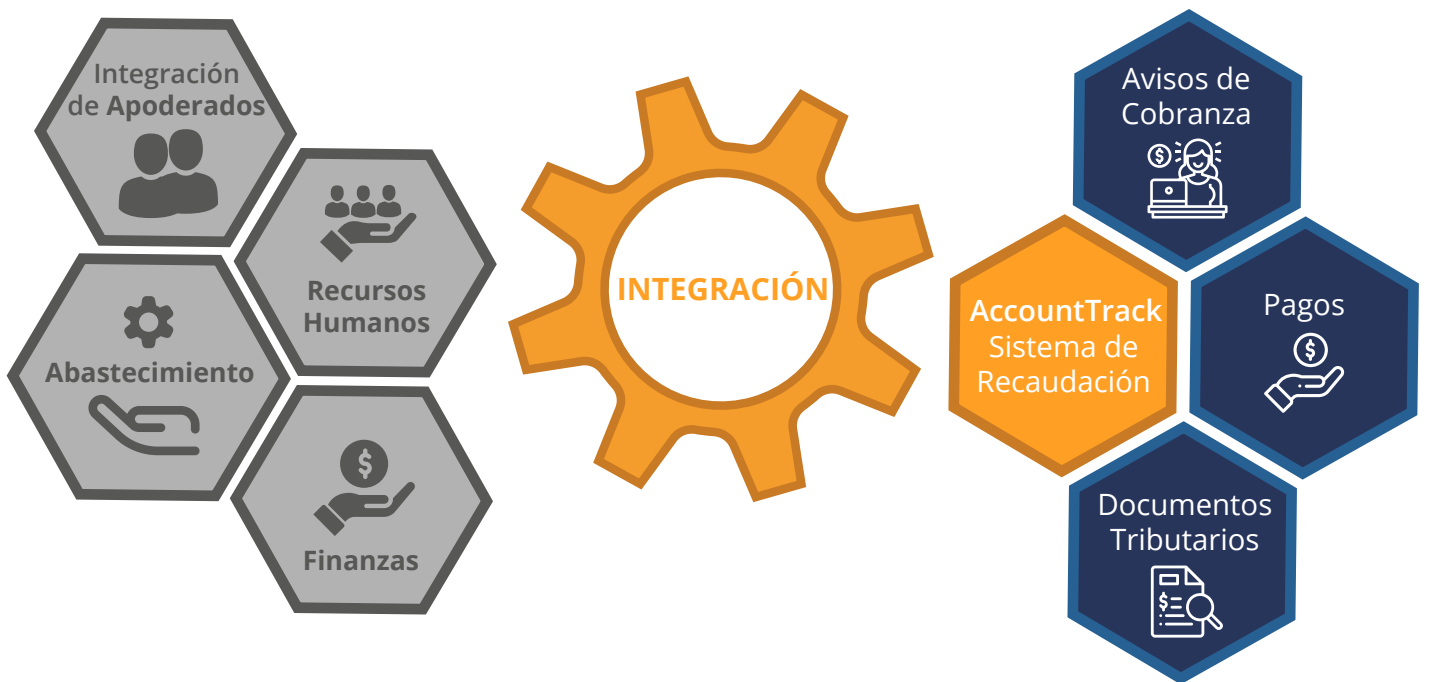 Integración
de Apoderados
Recursos
Humanos
Abastecimiento
Finanzas
INTEGRACIÓN
Avisos de
Cobranza
AccountTrack
Sistema de
Recaudación
Pagos
Documentos
Tributarios